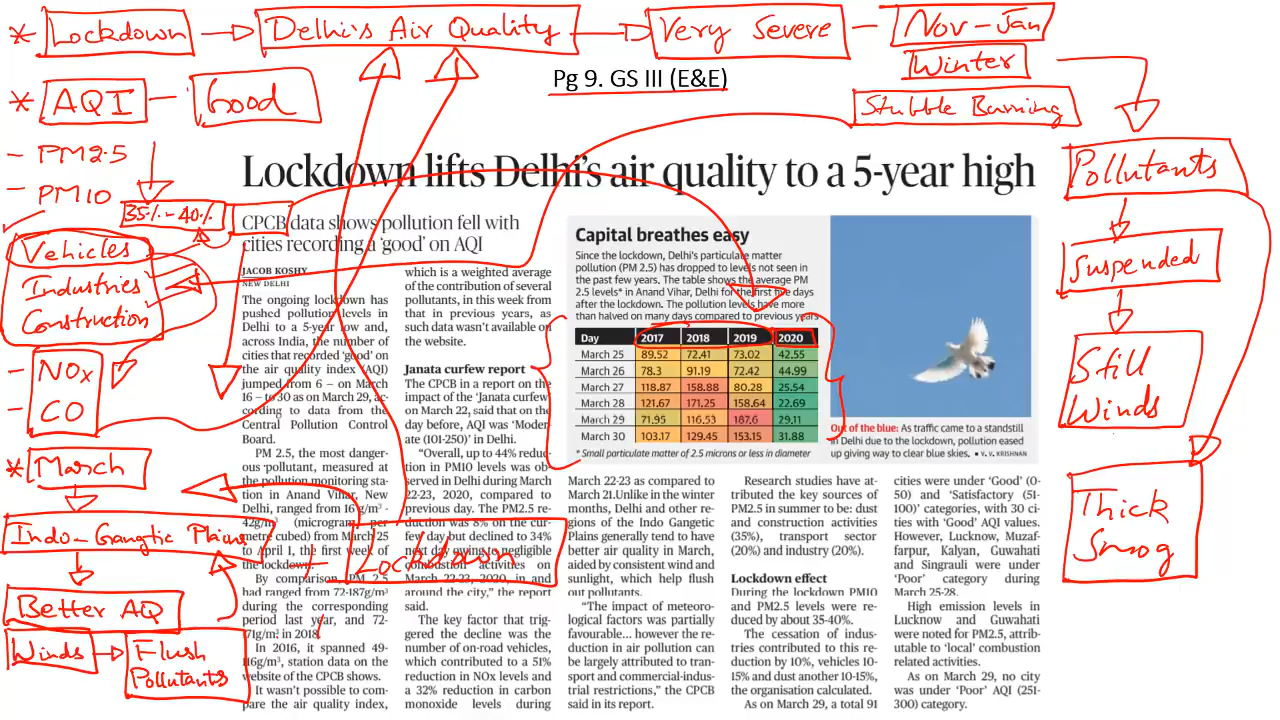 * Lockdown → Delhi's Air Quality → Very Severe – Nov-Jan
Winter
Stubble Burning
Pg 9. GS III (E&E)
* AQI – Good
- PM2.5
- PM10
35%-40%
Vehicles
Industries
Construction
- NOx
- CO
* March
Indo-Grangtic Plains
Better AQ
Winds → Flush Pollutants
+ Lockdown
Pollutants
Suspended
Still
Winds
Thick
Smog
Lockdown lifts Delhi's air quality to a 5-year high
CPCB data shows pollution fell with
cities recording a 'good' on AQI
JACOB KOSHY
NEW DELHI
The ongoing lockdown has
pushed pollution levels in
Delhi to a 5-year low and,
across India, the number of
cities that recorded 'good' on
the air quality index (AQI)
jumped from 6 – on March
16 – to 30 as on March 29, ac-
cording to data from the
Central Pollution Control
Board.
PM 2.5, the most danger-
ous pollutant, measured at
the pollution monitoring sta-
tion in Anand Vihar, New
Delhi, ranged from 16 g/m³ -
42g/m³ (microgram per
metre cubed) from March 25
to April 1, the first week of
the lockdown.
By comparison, PM 2.5
had ranged from 72-187g/m³
during the corresponding
period last year, and 72-
171g/m³ in 2018.
In 2016, it spanned 49-
116g/m³, station data on the
website of the CPCB shows.
It wasn't possible to com-
pare the air quality index,
which is a weighted average
of the contribution of several
pollutants, in this week from
that in previous years, as
such data wasn't available on
the website.
Janata curfew report
The CPCB in a report on the
impact of the 'Janata curfew'
on March 22, said that on the
day before, AQI was 'Moder-
ate (101-250)' in Delhi.
"Overall, up to 44% reduc-
tion in PM10 levels was ob-
served in Delhi during March
22-23, 2020, compared to
previous day. The PM2.5 re-
duction was 8% on the cur-
few day but declined to 34%
next day owing to negligible
combustion activities on
March 22-23, 2020, in and
around the city," the report
said.
The key factor that trig-
gered the decline was the
number of on-road vehicles,
which contributed to a 51%
reduction in NOx levels and
a 32% reduction in carbon
monoxide levels during
Capital breathes easy
Since the lockdown, Delhi's particulate matter
pollution (PM 2.5) has dropped to levels not seen in
the past few years. The table shows the average PM
2.5 levels* in Anand Vihar, Delhi for the first five days
after the lockdown. The pollution levels have more
than halved on many days compared to previous years
Day 2017 2018 2019 2020
March 25 89.52 72.41 73.02 42.55
March 26 78.3 91.19 72.42 44.99
March 27 118.87 158.88 80.28 25.54
March 28 121.67 171.25 158.64 22.69
March 29 71.95 116.53 187.6 29.11
March 30 103.17 129.45 153.15 31.88
* Small particulate matter of 2.5 microns or less in diameter
Out of the blue: As traffic came to a standstill
in Delhi due to the lockdown, pollution eased
up giving way to clear blue skies. ■ V. V. KRISHNAN
March 22-23 as compared to
March 21.Unlike in the winter
months, Delhi and other re-
gions of the Indo Gangetic
Plains generally tend to have
better air quality in March,
aided by consistent wind and
sunlight, which help flush
out pollutants.
"The impact of meteoro-
logical factors was partially
favourable... however the re-
duction in air pollution can
be largely attributed to tran-
sport and commercial-indus-
trial restrictions," the CPCB
said in its report.
Research studies have at-
tributed the key sources of
PM2.5 in summer to be: dust
and construction activities
(35%), transport sector
(20%) and industry (20%).
Lockdown effect
During the lockdown PM10
and PM2.5 levels were re-
duced by about 35-40%.
The cessation of indus-
tries contributed to this re-
duction by 10%, vehicles 10-
15% and dust another 10-15%,
the organisation calculated.
As on March 29, a total 91
cities were under 'Good' (0-
50) and 'Satisfactory (51-
100)' categories, with 30 ci-
ties with 'Good' AQI values.
However, Lucknow, Muzaf-
farpur, Kalyan, Guwahati
and Singrauli were under
'Poor' category during
March 25-28.
High emission levels in
Lucknow and Guwahati
were noted for PM2.5, attrib-
utable to 'local' combustion
related activities.
As on March 29, no city
was under 'Poor' AQI (251-
300) category.